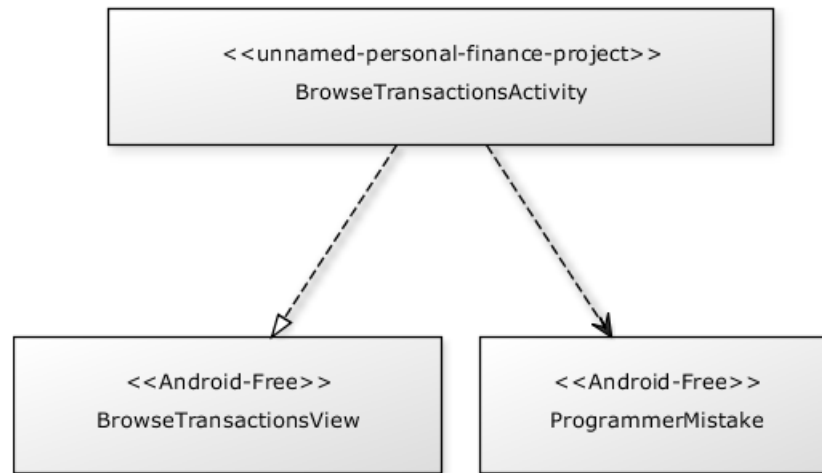 <<unnamed-personal-finance-project>>
BrowseTransactionsActivity
<<Android-Free>>
BrowseTransactionsView
<<Android-Free>>
ProgrammerMistake